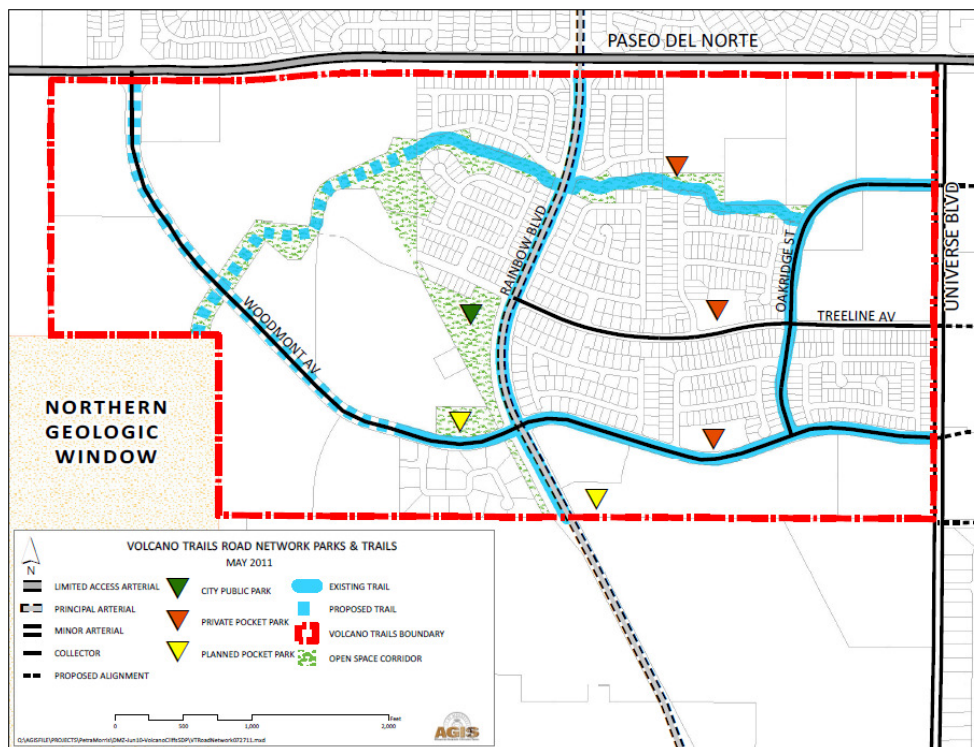 PASEO DEL NORTE
RAINBOW BLVD
OAKRIDGE ST
UNIVERSE BLVD
TREELINE AV
WOODMONT AV
NORTHERN
GEOLOGIC
WINDOW
VOLCANO TRAILS ROAD NETWORK PARKS & TRAILS
MAY 2011
N
LIMITED ACCESS ARTERIAL
PRINCIPAL ARTERIAL
MINOR ARTERIAL
COLLECTOR
PROPOSED ALIGNMENT
CITY PUBLIC PARK
PRIVATE POCKET PARK
PLANNED POCKET PARK
EXISTING TRAIL
PROPOSED TRAIL
VOLCANO TRAILS BOUNDARY
OPEN SPACE CORRIDOR
Feet
0 500 1,000 2,000
AGIS